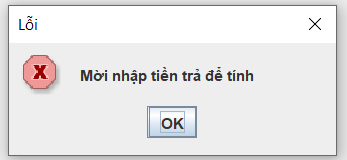 Lỗi
Mời nhập tiền trả để tính
OK